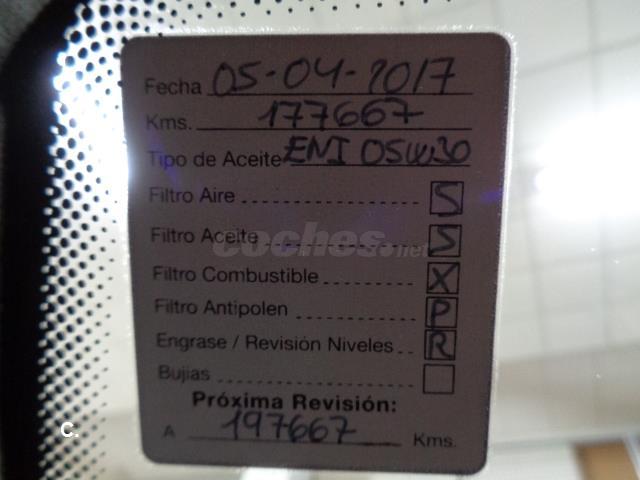 Fecha 05-04-2017
Kms. 177667
Tipo de Aceite ENI 05W30
Filtro Aire S
Filtro Aceite S
coches.net
Filtro Combustible X
Filtro Antipolen P
Engrase / Revisión Niveles R
Bujias
Próxima Revisión:
A 197667 Kms.
C.